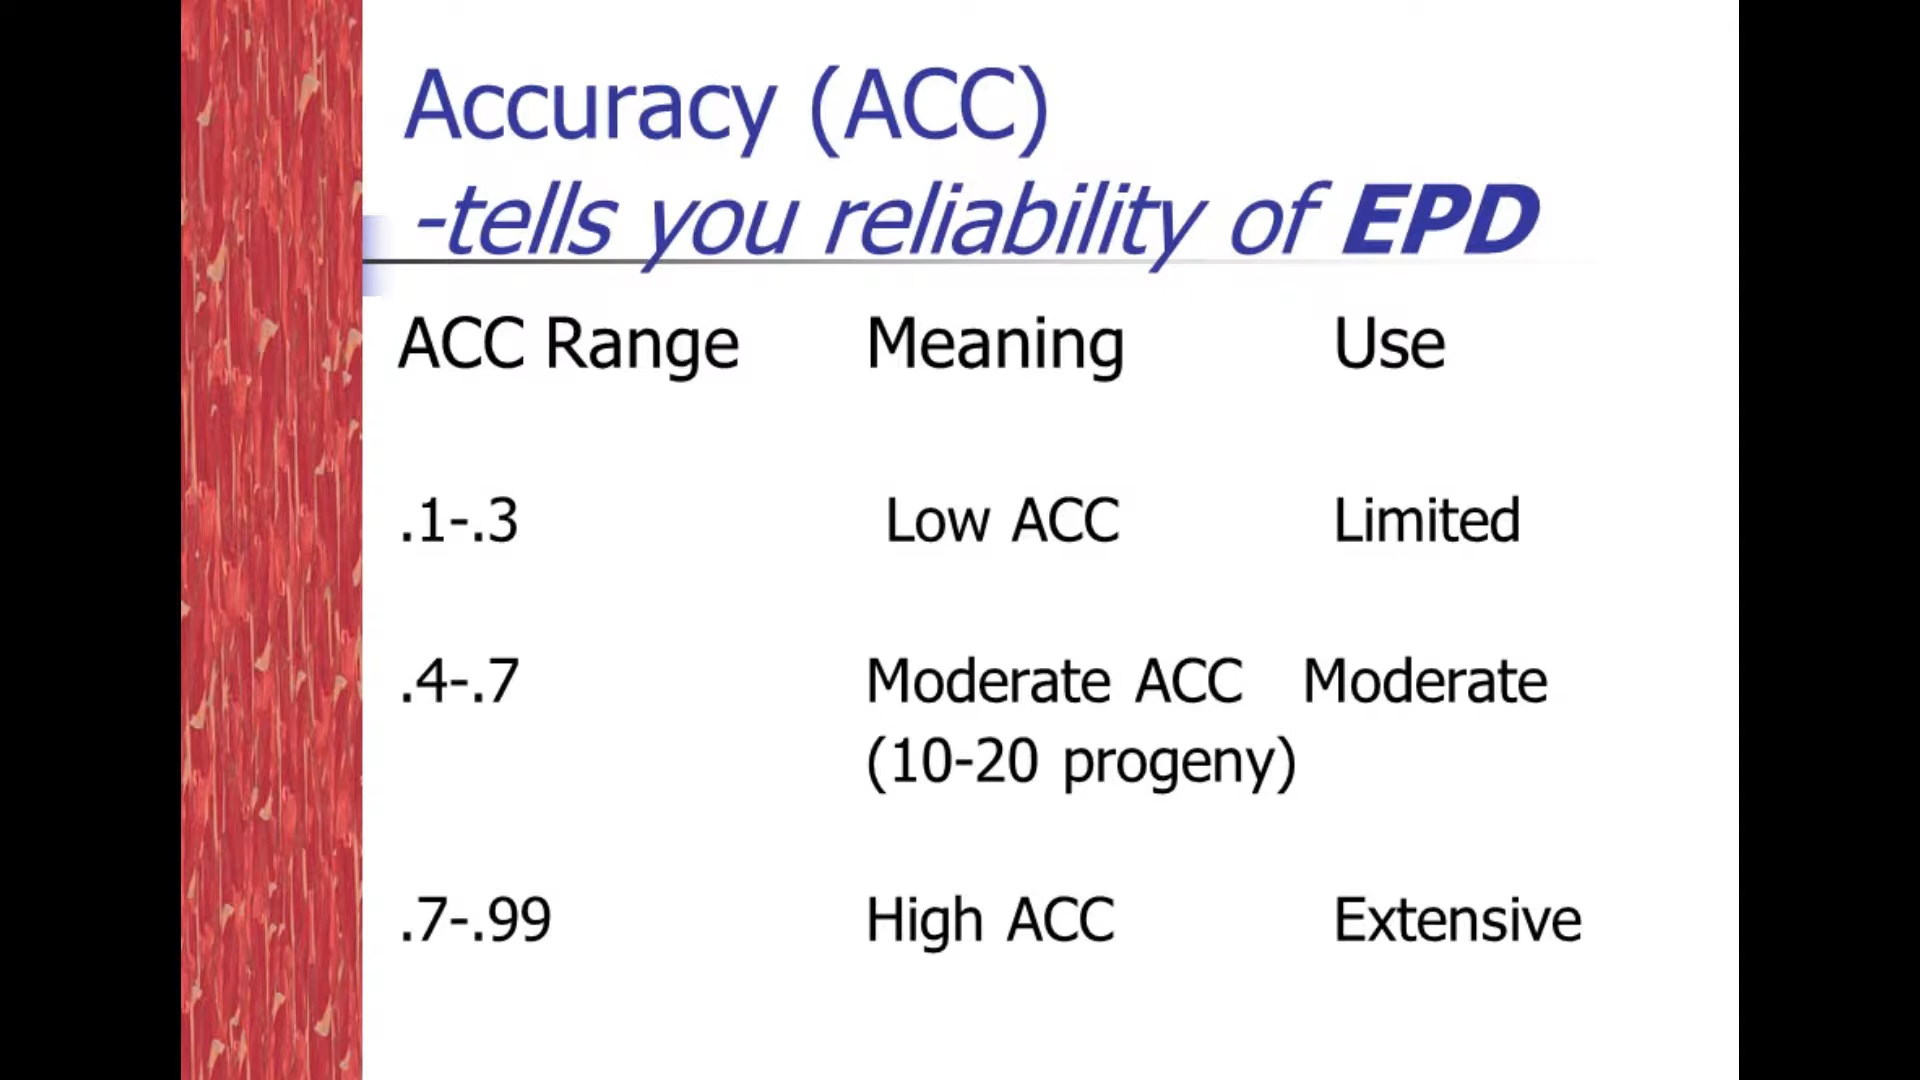 Accuracy (ACC)
-tells you reliability of EPD
ACC Range Meaning Use
.1-.3 Low ACC Limited
.4-.7 Moderate ACC Moderate
(10-20 progeny)
.7-.99 High ACC Extensive